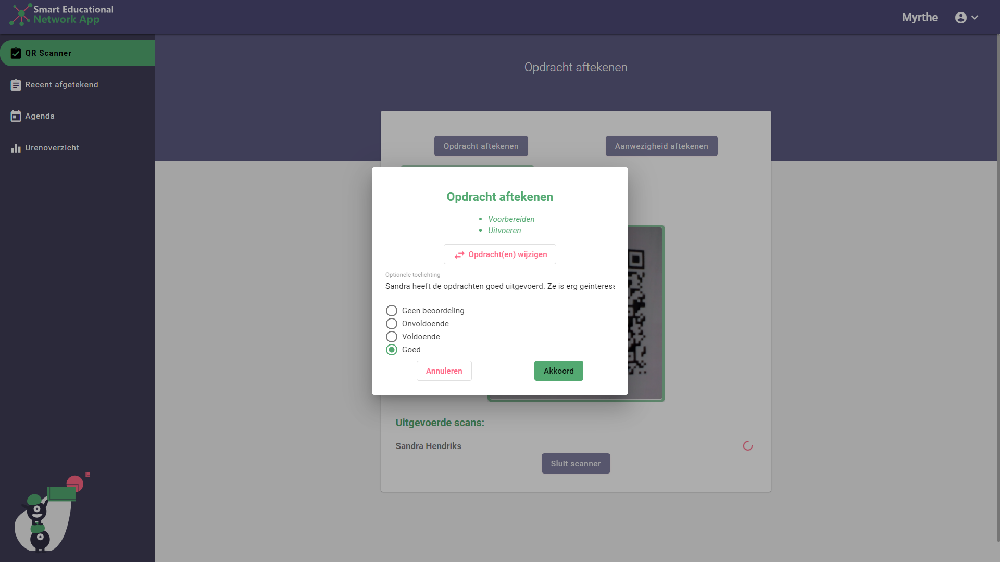 Smart Educational
Network App
Myrthe
QR Scanner
Recent afgetekend
Agenda
Urenoverzicht
Opdracht aftekenen
Opdracht aftekenen
Aanwezigheid aftekenen
Opdracht aftekenen
Voorbereiden
Uitvoeren
Opdracht(en) wijzigen
Optionele toelichting
Sandra heeft de opdrachten goed uitgevoerd. Ze is erg geinteress
Geen beoordeling
Onvoldoende
Voldoende
Goed
Annuleren
Akkoord
Uitgevoerde scans:
Sandra Hendriks
Sluit scanner